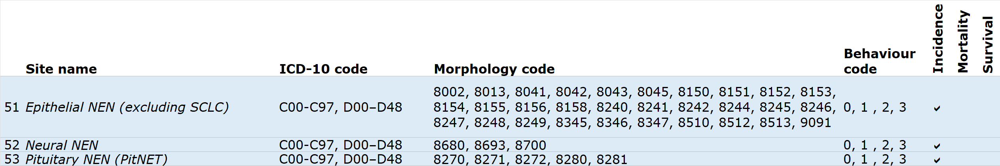 Site name ICD-10 code Morphology code Behaviour code Incidence Mortality Survival
8002, 8013, 8041, 8042, 8043, 8045, 8150, 8151, 8152, 8153,
51 Epithelial NEN (excluding SCLC) C00-C97, D00–D48 8154, 8155, 8156, 8158, 8240, 8241, 8242, 8244, 8245, 8246, 0, 1 , 2, 3 ✓
8247, 8248, 8249, 8345, 8346, 8347, 8510, 8512, 8513, 9091
52 Neural NEN C00-C97, D00–D48 8680, 8693, 8700 0, 1 , 2, 3 ✓
53 Pituitary NEN (PitNET) C00-C97, D00–D48 8270, 8271, 8272, 8280, 8281 0, 1 , 2, 3 ✓